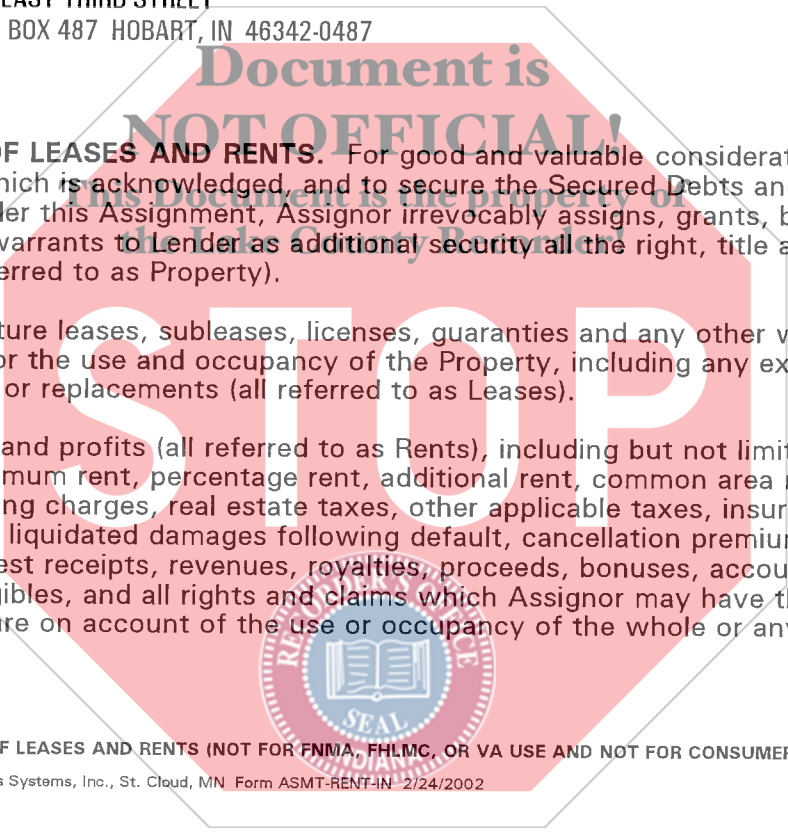 EAST THIRD STREET
BOX 487 HOBART, IN 46342-0487
Document is
NOT OFFICIAL!
This Document is the property of
the Lake County Recorder!
OF LEASES AND RENTS. For good and valuable considerat
hich is acknowledged, and to secure the Secured Debts an
der this Assignment, Assignor irrevocably assigns, grants, b
warrants to Lender as additional security all the right, title a
erred to as Property).
ture leases, subleases, licenses, guaranties and any other v
or the use and occupancy of the Property, including any ex
or replacements (all referred to as Leases).
STOP
and profits (all referred to as Rents), including but not limit
mum rent, percentage rent, additional rent, common area
ng charges, real estate taxes, other applicable taxes, insur
liquidated damages following default, cancellation premiu
est receipts, revenues, royalties, proceeds, bonuses, accou
gibles, and all rights and claims which Assignor may have th
are on account of the use or occupancy of the whole or any
RECORDER'S OFFICE
SEAL
INDIANA
F LEASES AND RENTS (NOT FOR FNMA, FHLMC, OR VA USE AND NOT FOR CONSUMER
s Systems, Inc., St. Cloud, MN Form ASMT-RENT-IN 2/24/2002